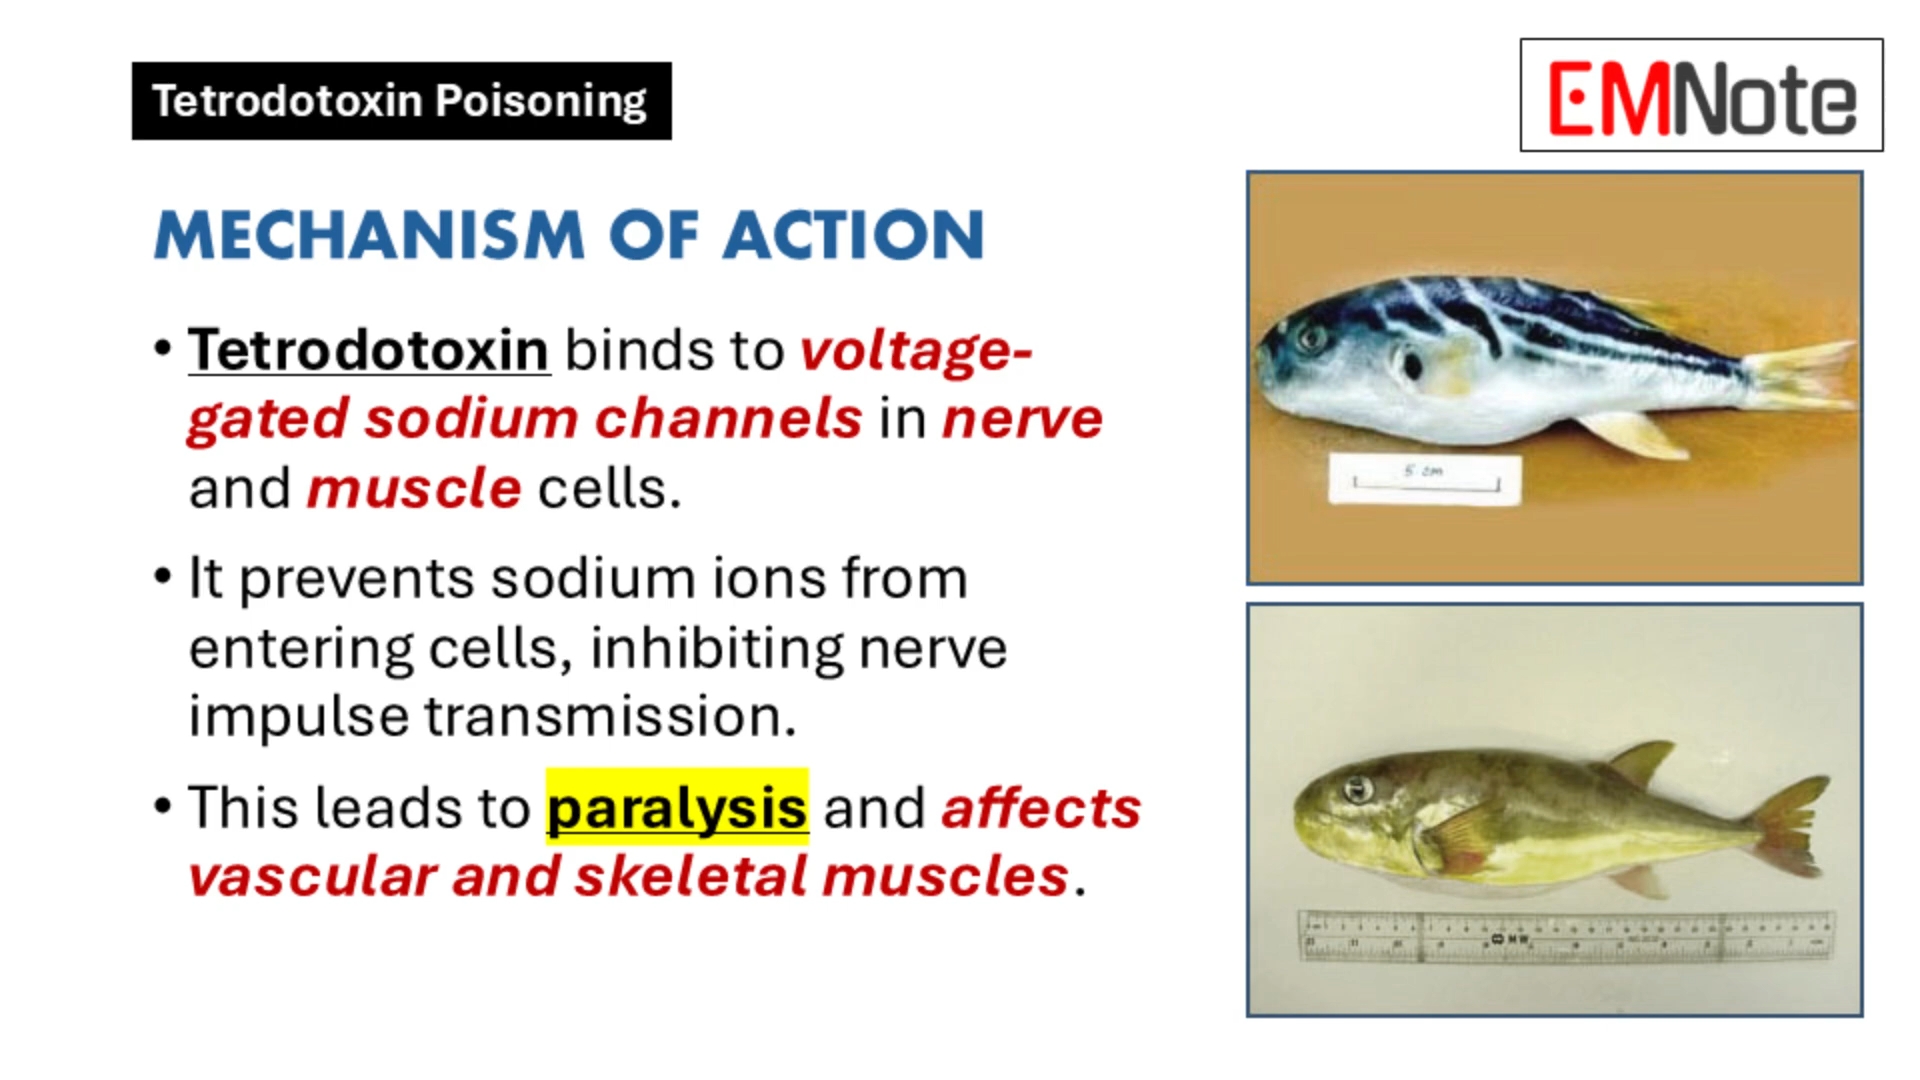 Tetrodotoxin Poisoning
EMNote
MECHANISM OF ACTION
• Tetrodotoxin binds to voltage-
gated sodium channels in nerve
and muscle cells.
• It prevents sodium ions from
entering cells, inhibiting nerve
impulse transmission.
• This leads to paralysis and affects
vascular and skeletal muscles.
5 cm